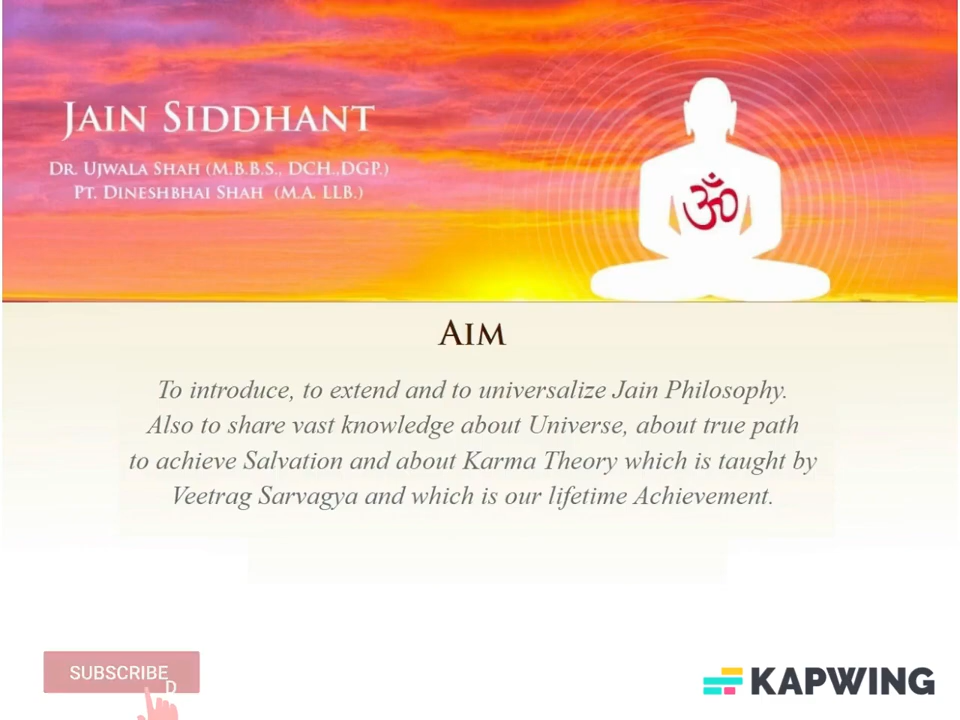 JAIN SIDDHANT
DR. UJWALA SHAH (M.B.B.S., DCH.,DGP.)
PT. DINESHBHAI SHAH (M.A. LLB.)
ॐ
AIM
To introduce, to extend and to universalize Jain Philosophy.
Also to share vast knowledge about Universe, about true path
to achieve Salvation and about Karma Theory which is taught by
Veetrag Sarvagya and which is our lifetime Achievement.
SUBSCRIBE
D
KAPWING